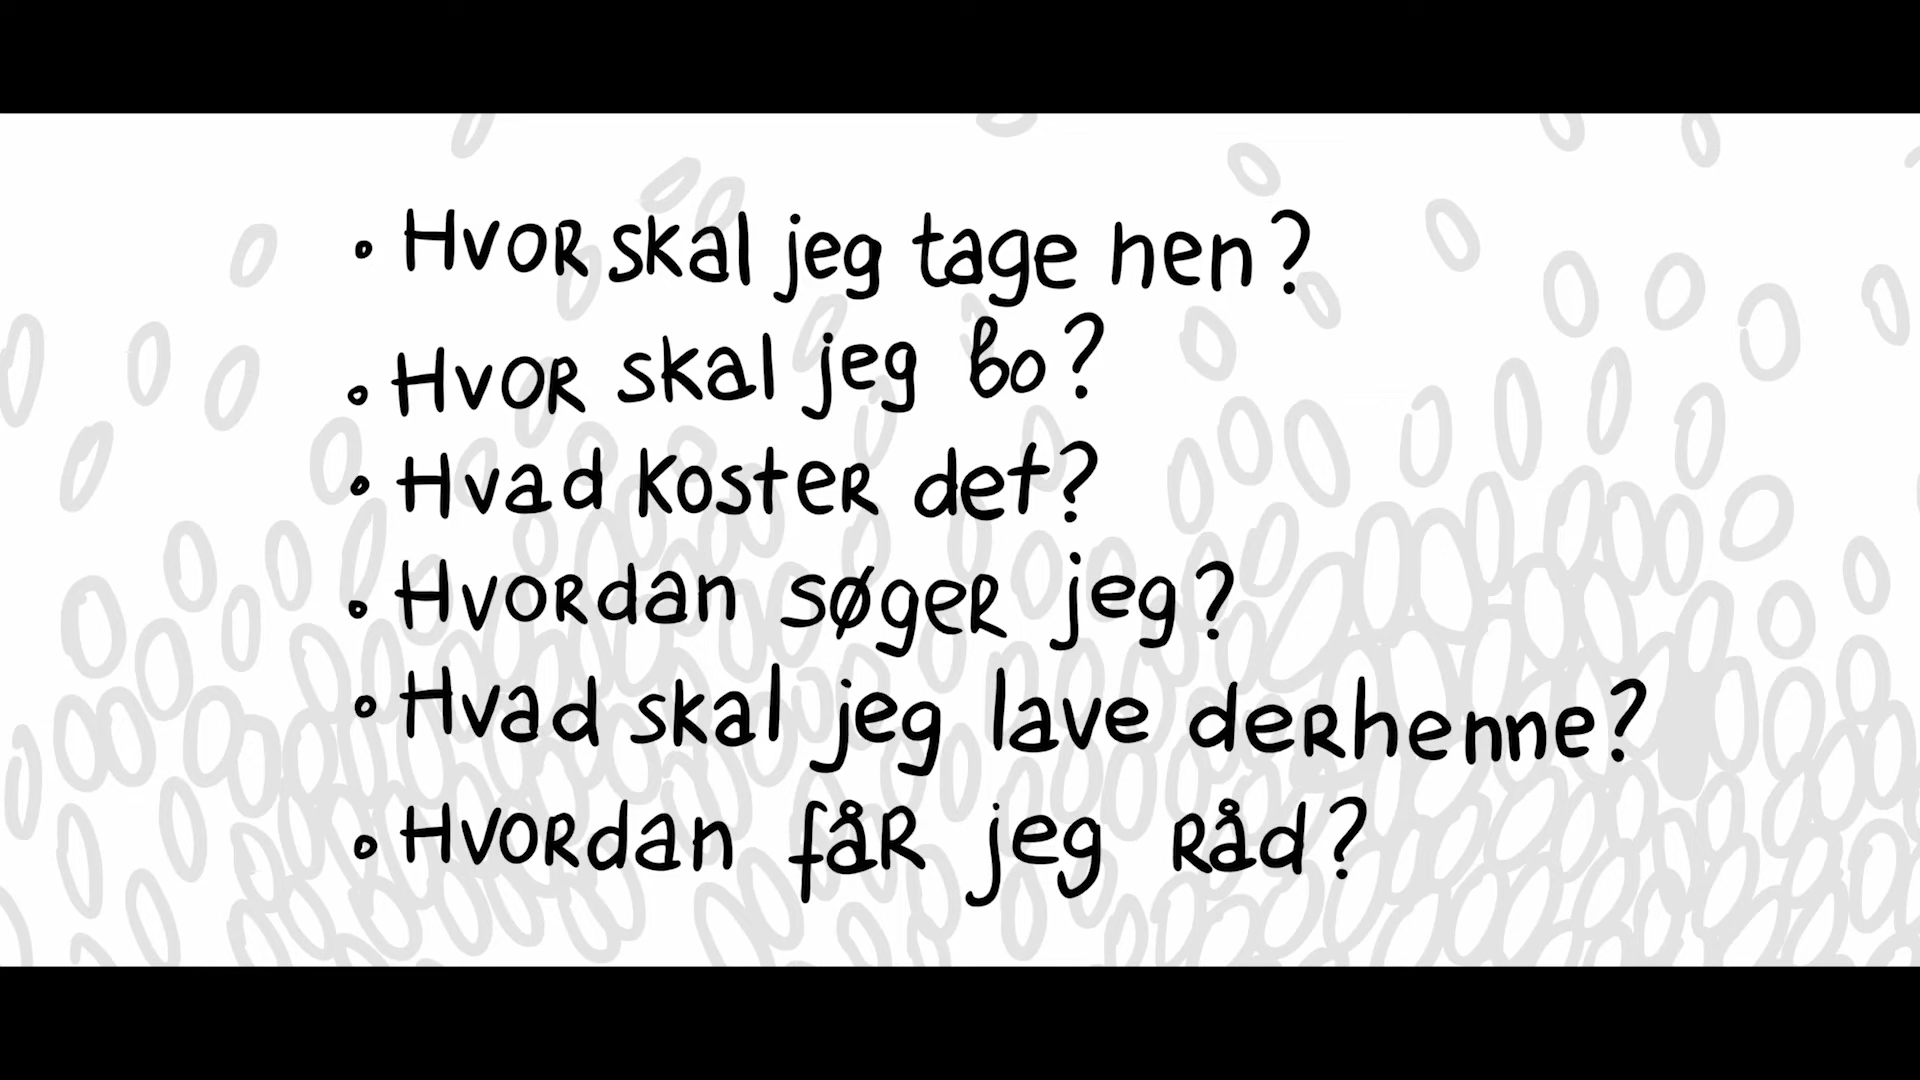 • Hvor skal jeg tage hen?
• Hvor skal jeg bo?
• Hvad koster det?
• Hvordan søger jeg?
• Hvad skal jeg lave derhenne?
• Hvordan får jeg råd?